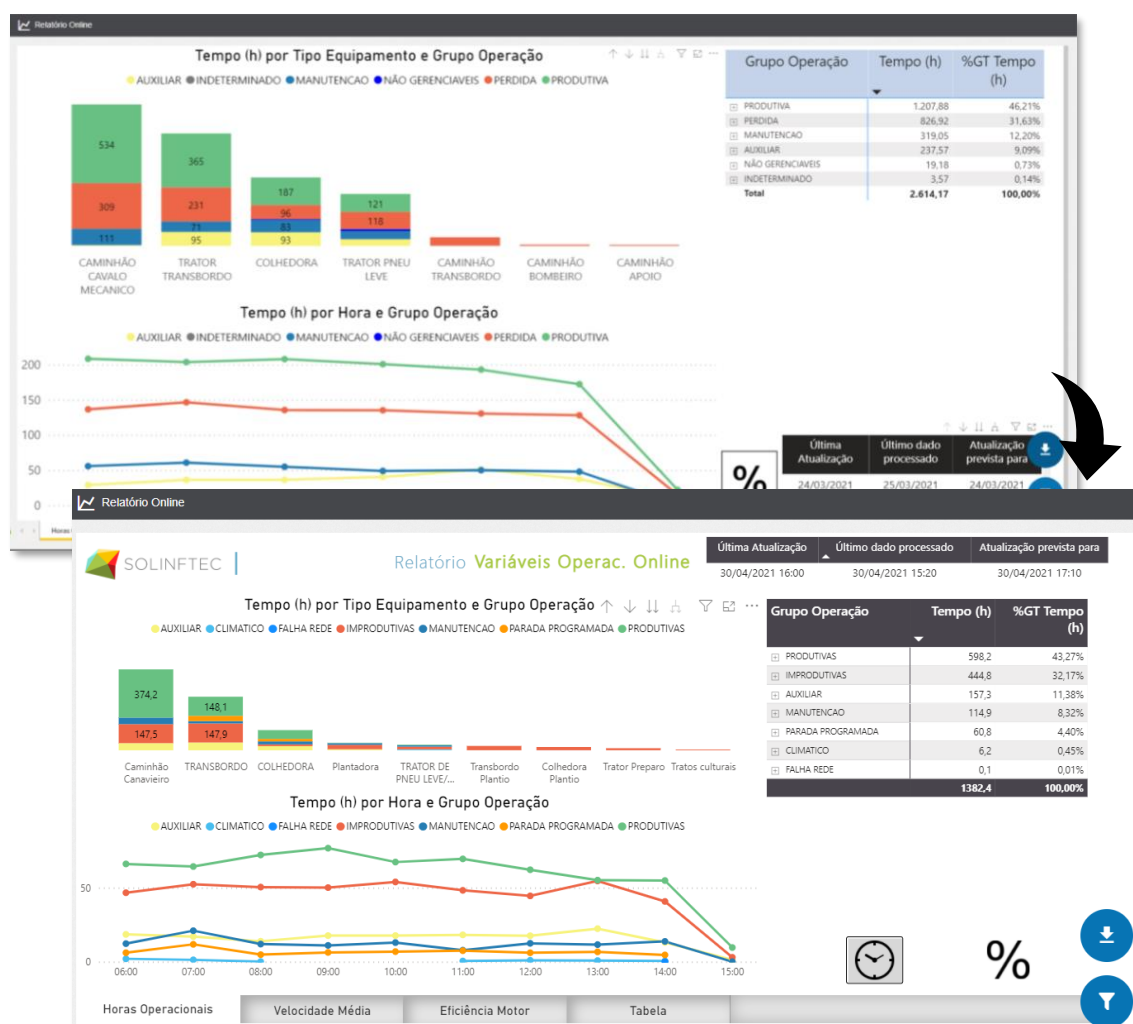 Relatório Online
Tempo (h) por Tipo Equipamento e Grupo Operação
AUXILIAR INDETERMINADO MANUTENCAO NÃO GERENCIAVEIS PERDIDA PRODUTIVA
534
309
111
365
231
71
95
187
96
83
93
121
118
CAMINHÃO CAVALO MECANICO
TRATOR TRANSBORDO
COLHEDORA
TRATOR PNEU LEVE
CAMINHÃO TRANSBORDO
CAMINHÃO BOMBEIRO
CAMINHÃO APOIO
Grupo Operação Tempo (h) %GT Tempo (h)
PRODUTIVA 1.207,88 46,21%
PERDIDA 826,92 31,63%
MANUTENCAO 319,05 12,20%
AUXILIAR 237,57 9,09%
NÃO GERENCIAVEIS 19,18 0,73%
INDETERMINADO 3,57 0,14%
Total 2.614,17 100,00%
Tempo (h) por Hora e Grupo Operação
AUXILIAR INDETERMINADO MANUTENCAO NÃO GERENCIAVEIS PERDIDA PRODUTIVA
200
150
100
50
0
%
Última Atualização Último dado processado Atualização prevista para
24/03/2021 25/03/2021 24/03/2021
Horas
Relatório Online
SOLINFTEC
Relatório Variáveis Operac. Online
Última Atualização Último dado processado Atualização prevista para
30/04/2021 16:00 30/04/2021 15:20 30/04/2021 17:10
Tempo (h) por Tipo Equipamento e Grupo Operação
AUXILIAR CLIMATICO FALHA REDE IMPRODUTIVAS MANUTENCAO PARADA PROGRAMADA PRODUTIVAS
374,2
147,5
148,1
147,9
Caminhão Canavieiro
TRANSBORDO
COLHEDORA
Plantadora
TRATOR DE PNEU LEVE/...
Transbordo Plantio
Colhedora Plantio
Trator Preparo
Tratos culturais
Grupo Operação Tempo (h) %GT Tempo (h)
PRODUTIVAS 598,2 43,27%
IMPRODUTIVAS 444,8 32,17%
AUXILIAR 157,3 11,38%
MANUTENCAO 114,9 8,32%
PARADA PROGRAMADA 60,8 4,40%
CLIMATICO 6,2 0,45%
FALHA REDE 0,1 0,01%
1382,4 100,00%
Tempo (h) por Hora e Grupo Operação
AUXILIAR CLIMATICO FALHA REDE IMPRODUTIVAS MANUTENCAO PARADA PROGRAMADA PRODUTIVAS
50
0
06:00 07:00 08:00 09:00 10:00 11:00 12:00 13:00 14:00 15:00
%
Horas Operacionais Velocidade Média Eficiência Motor Tabela